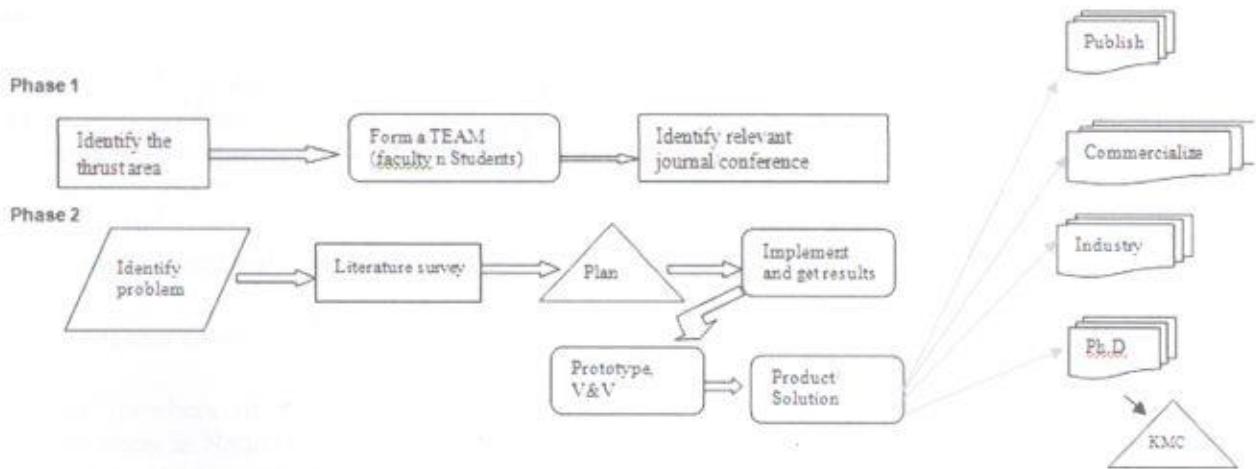 Phase 1
Identify the
thrust area
Form a TEAM
(faculty n Students)
Identify relevant
journal conference
Phase 2
Identify
problem
Literature survey
Plan
Implement
and get results
Prototype,
V&V
Product/
Solution
Publish
Commercialize
Industry
Ph.D.
KMC